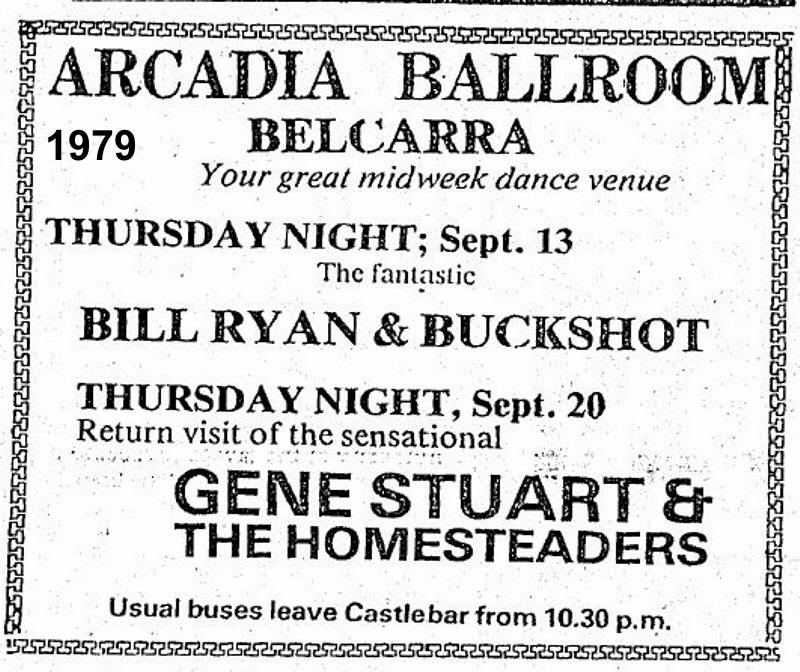 ARCADIA BALLROOM
1979
BELCARRA
Your great midweek dance venue
THURSDAY NIGHT; Sept. 13
The fantastic
BILL RYAN & BUCKSHOT
THURSDAY NIGHT, Sept. 20
Return visit of the sensational
GENE STUART &
THE HOMESTEADERS
Usual buses leave Castlebar from 10.30 p.m.